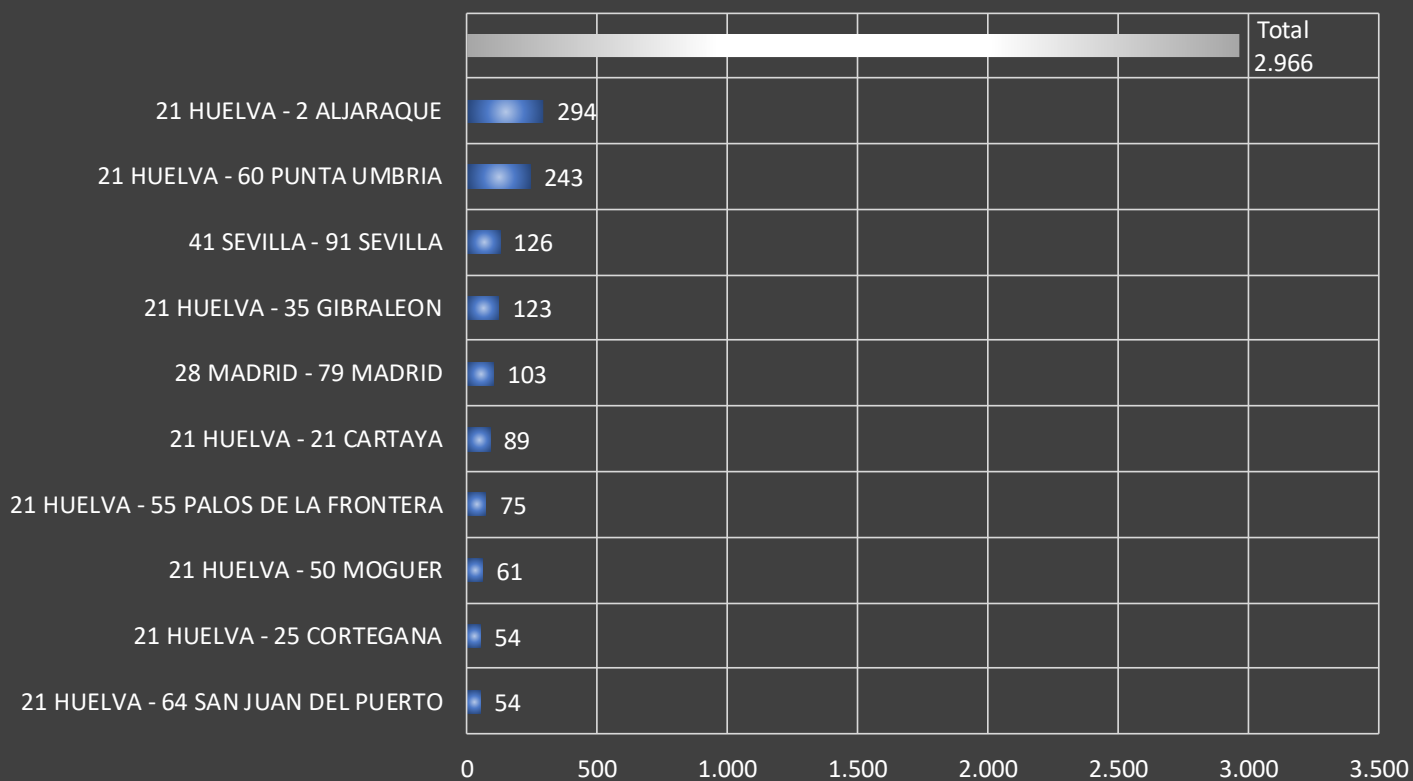 Total
2.966
21 HUELVA - 2 ALJARAQUE 294
21 HUELVA - 60 PUNTA UMBRIA 243
41 SEVILLA - 91 SEVILLA 126
21 HUELVA - 35 GIBRALEON 123
28 MADRID - 79 MADRID 103
21 HUELVA - 21 CARTAYA 89
21 HUELVA - 55 PALOS DE LA FRONTERA 75
21 HUELVA - 50 MOGUER 61
21 HUELVA - 25 CORTEGANA 54
21 HUELVA - 64 SAN JUAN DEL PUERTO 54
0 500 1.000 1.500 2.000 2.500 3.000 3.500